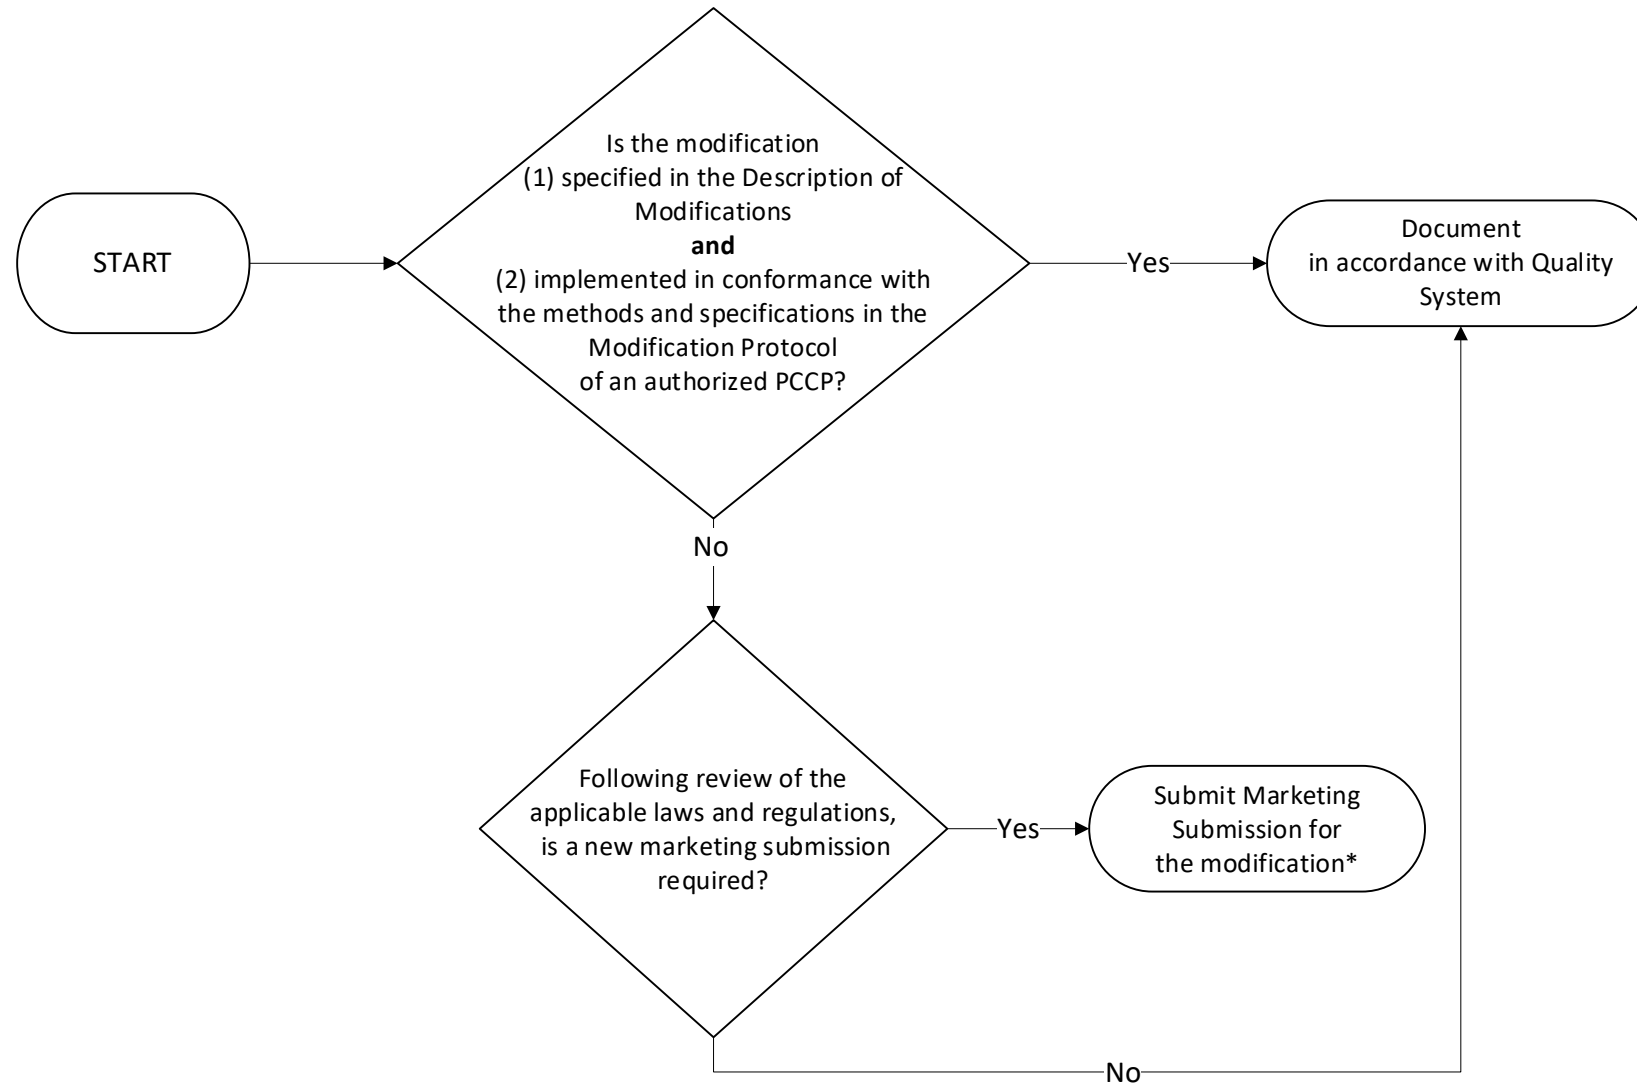 START
Is the modification
(1) specified in the Description of
Modifications
and
(2) implemented in conformance with
the methods and specifications in the
Modification Protocol
of an authorized PCCP?
Yes
Document
in accordance with Quality
System
No
Following review of the
applicable laws and regulations,
is a new marketing submission
required?
Yes
Submit Marketing
Submission for
the modification*
No